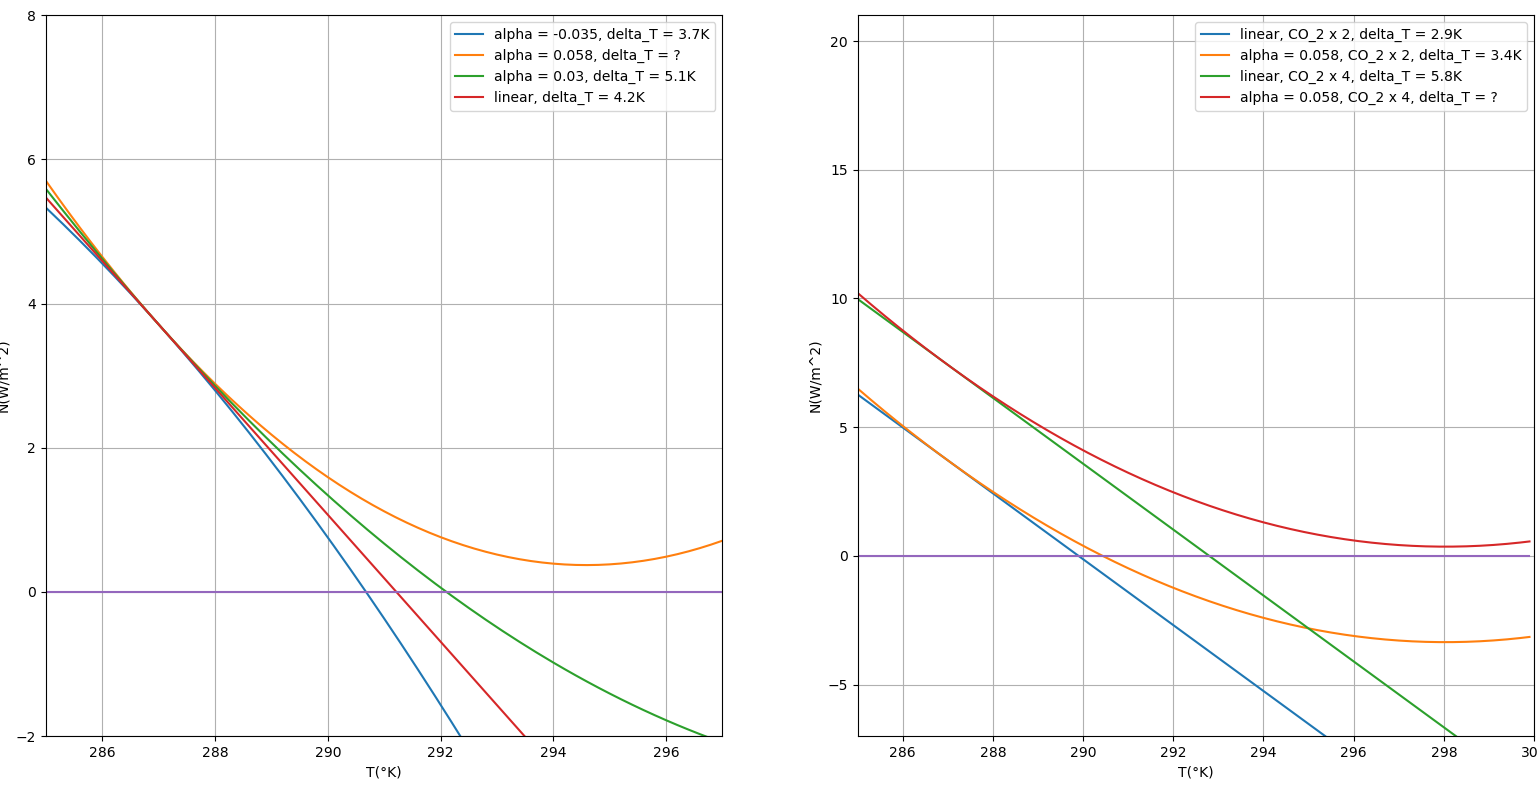 8
6
4
2
0
−2
N(W/m^2)
286
288
290
292
294
296
T(°K)
alpha = -0.035, delta_T = 3.7K
alpha = 0.058, delta_T = ?
alpha = 0.03, delta_T = 5.1K
linear, delta_T = 4.2K
20
15
10
5
0
−5
N(W/m^2)
286
288
290
292
294
296
298
30
T(°K)
linear, CO_2 x 2, delta_T = 2.9K
alpha = 0.058, CO_2 x 2, delta_T = 3.4K
linear, CO_2 x 4, delta_T = 5.8K
alpha = 0.058, CO_2 x 4, delta_T = ?